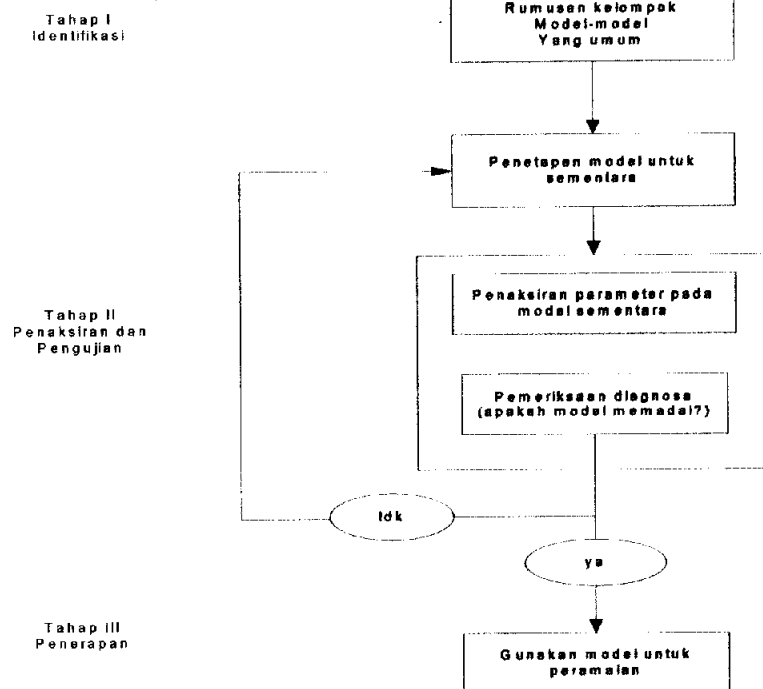 Tahap I
Identifikasi
Rumusan kelompak
Model-model
Yang umum
Penetapan model untuk
sementara
Tahap II
Penaksiran dan
Pengujian
Penaksiran parameter pada
model sementara
Pemeriksaan diagnosa
(apakah model memadai?)
tdk
ya
Tahap III
Penerapan
Gunakan model untuk
peramalan